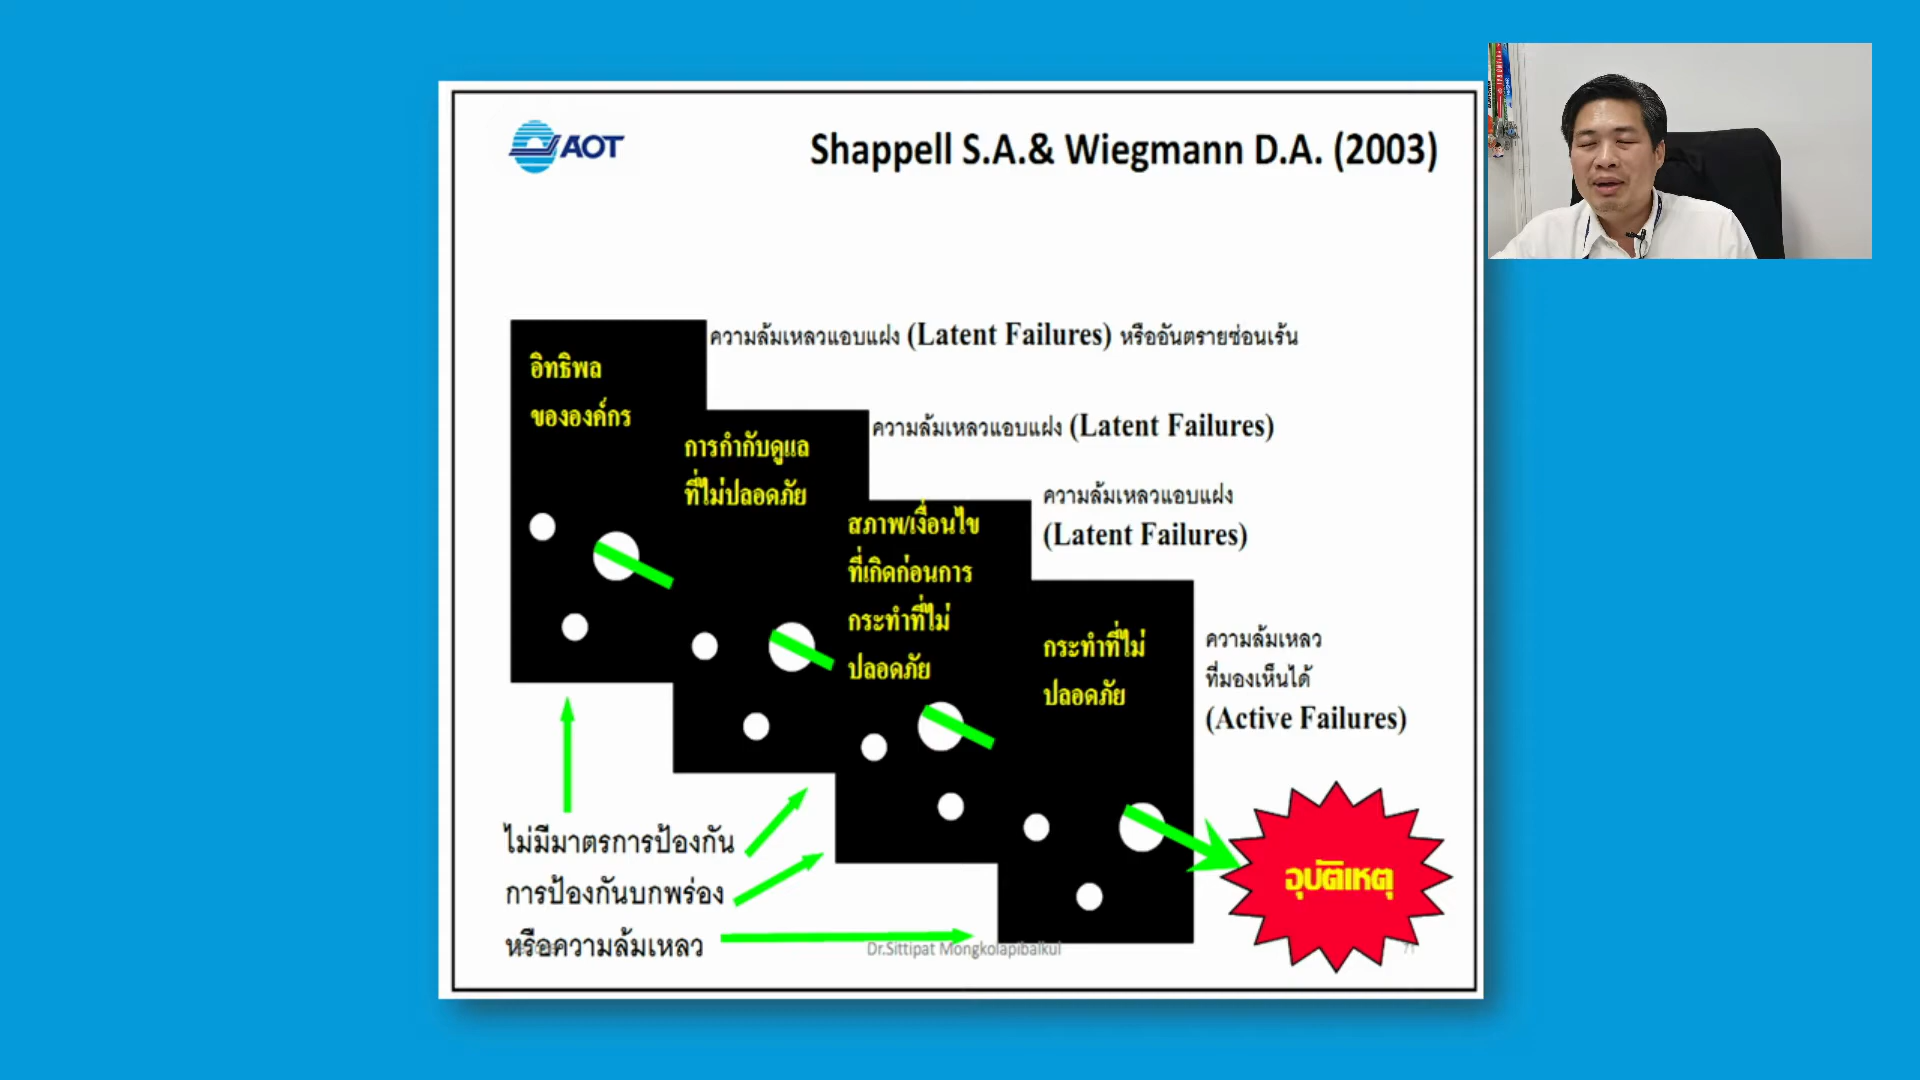 AOT
Shappell S.A.& Wiegmann D.A. (2003)
ความล้มเหลวแอบแฝง (Latent Failures) หรืออันตรายซ่อนเร้น
อิทธิพล
ขององค์กร
ความล้มเหลวแอบแฝง (Latent Failures)
การกำกับดูแล
ที่ไม่ปลอดภัย
ความล้มเหลวแอบแฝง
(Latent Failures)
สภาพ/เงื่อนไข
ที่เกิดก่อนการ
กระทำที่ไม่
ปลอดภัย
ความล้มเหลว
ที่มองเห็นได้
(Active Failures)
กระทำที่ไม่
ปลอดภัย
ไม่มีมาตรการป้องกัน
การป้องกันบกพร่อง
หรือความล้มเหลว
อุบัติเหตุ
Dr.Sittipat Mongkolapibalkul
71